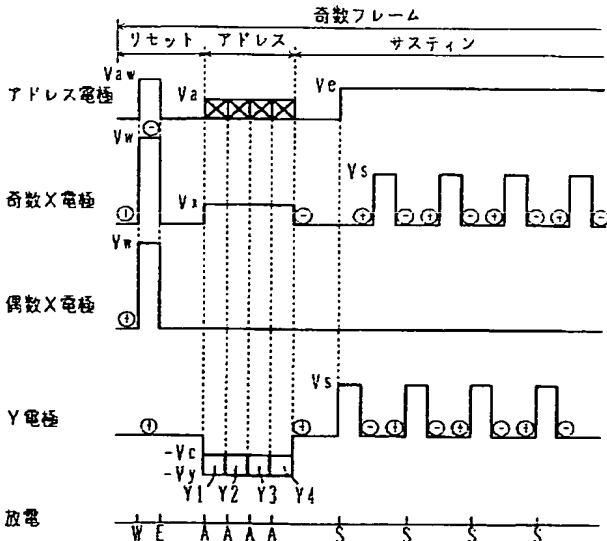 奇数フレーム
リセット アドレス サスティン
Vaw
アドレス電極 Va Ve
⊖
Vw
奇数X電極 Vx Vs
⊕ ⊖ ⊕ ⊖ ⊕ ⊖ ⊕ ⊖ ⊕ ⊖
Vw
偶数X電極
⊕
Y電極 Vs
⊕ ⊕ ⊖ ⊕ ⊖ ⊕ ⊖ ⊕ ⊖
-Vc
-Vy
Y1 Y2 Y3 Y4
放電
W E A A A A S S S S